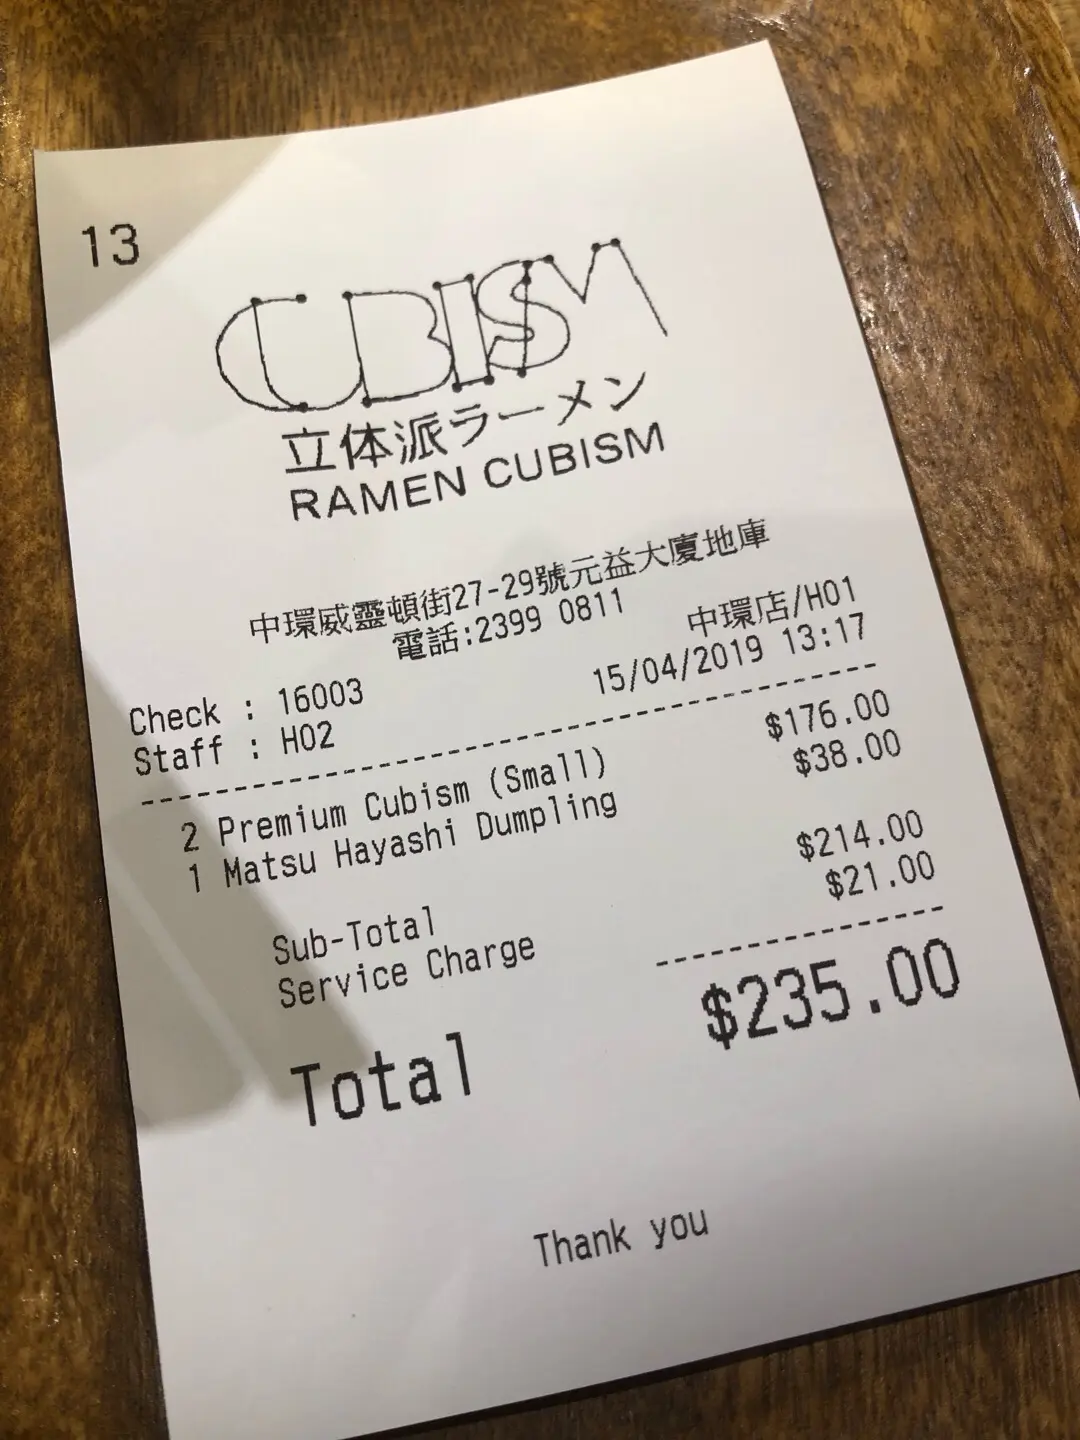 13
CUBISM
立体派ラーメン
RAMEN CUBISM
中環威靈頓街27-29號元益大廈地庫
電話:2399 0811
中環店/H01
Check : 16003 15/04/2019 13:17
Staff : H02
2 Premium Cubism (Small) $176.00
1 Matsu Hayashi Dumpling $38.00
Sub-Total $214.00
Service Charge $21.00
Total $235.00
Thank you